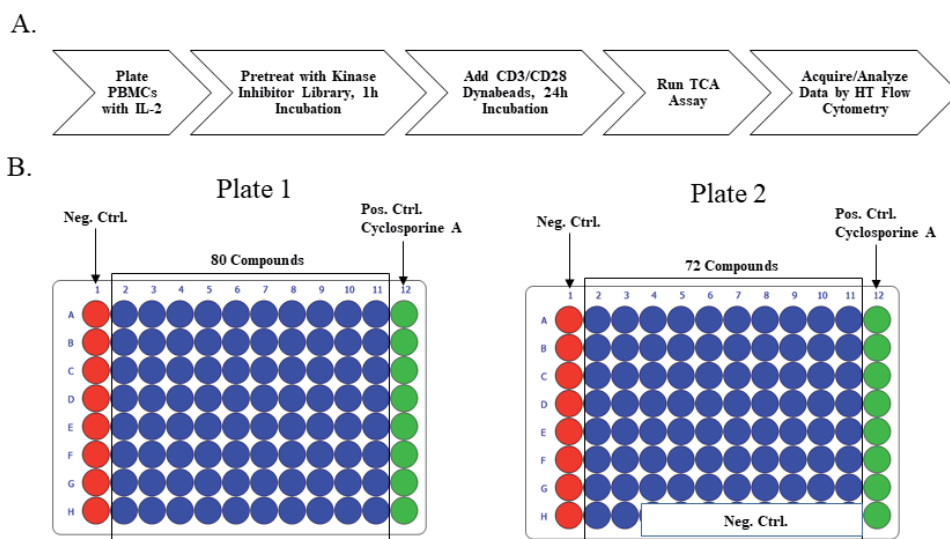 A.
Plate
PBMCs
with IL-2
Pretreat with Kinase
Inhibitor Library, 1h
Incubation
Add CD3/CD28
Dynabeads, 24h
Incubation
Run TCA
Assay
Acquire/Analyze
Data by HT Flow
Cytometry
B.
Plate 1
Neg. Ctrl.
Pos. Ctrl.
Cyclosporine A
80 Compounds
1 2 3 4 5 6 7 8 9 10 11 12
A
B
C
D
E
F
G
H
Plate 2
Neg. Ctrl.
Pos. Ctrl.
Cyclosporine A
72 Compounds
1 2 3 4 5 6 7 8 9 10 11 12
A
B
C
D
E
F
G
H
Neg. Ctrl.